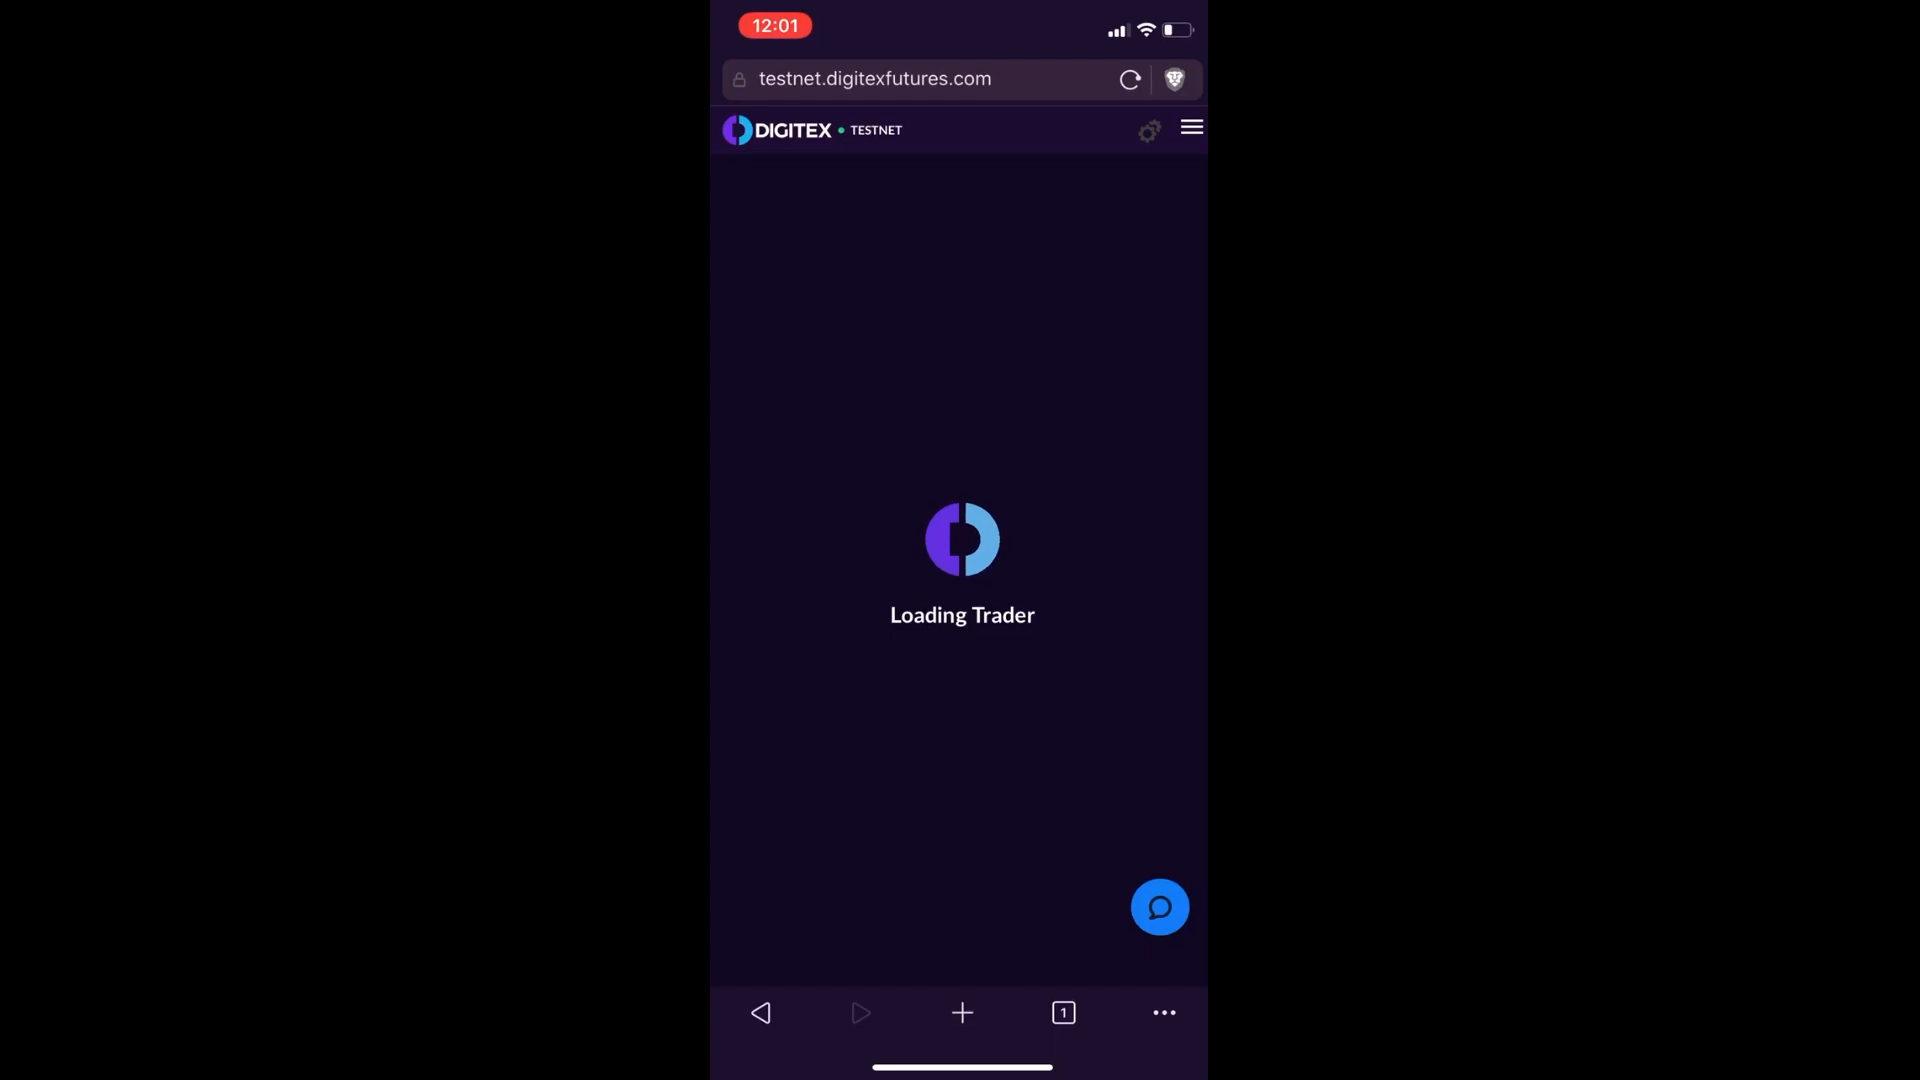 12:01
testnet.digitexfutures.com
DIGITEX • TESTNET
Loading Trader
1